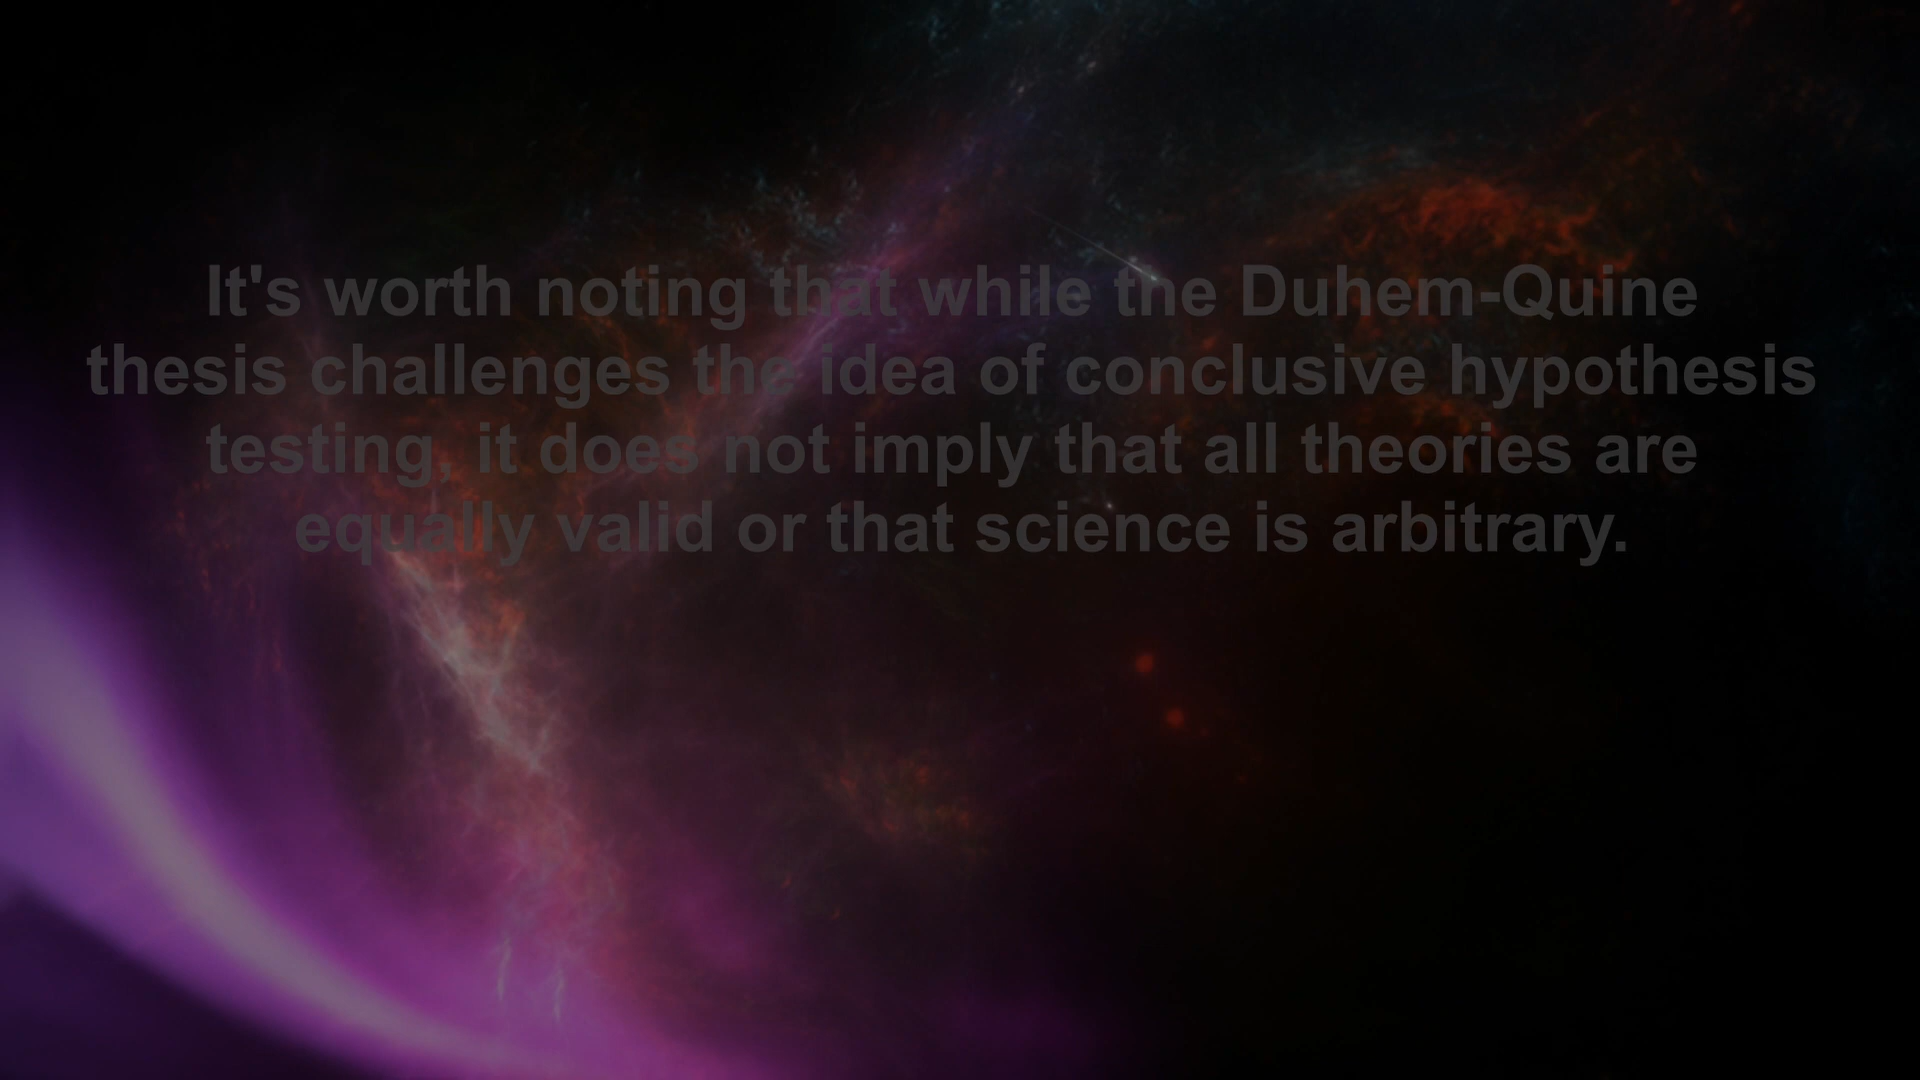 It's worth noting that while the Duhem-Quine
thesis challenges the idea of conclusive hypothesis
testing, it does not imply that all theories are
equally valid or that science is arbitrary.